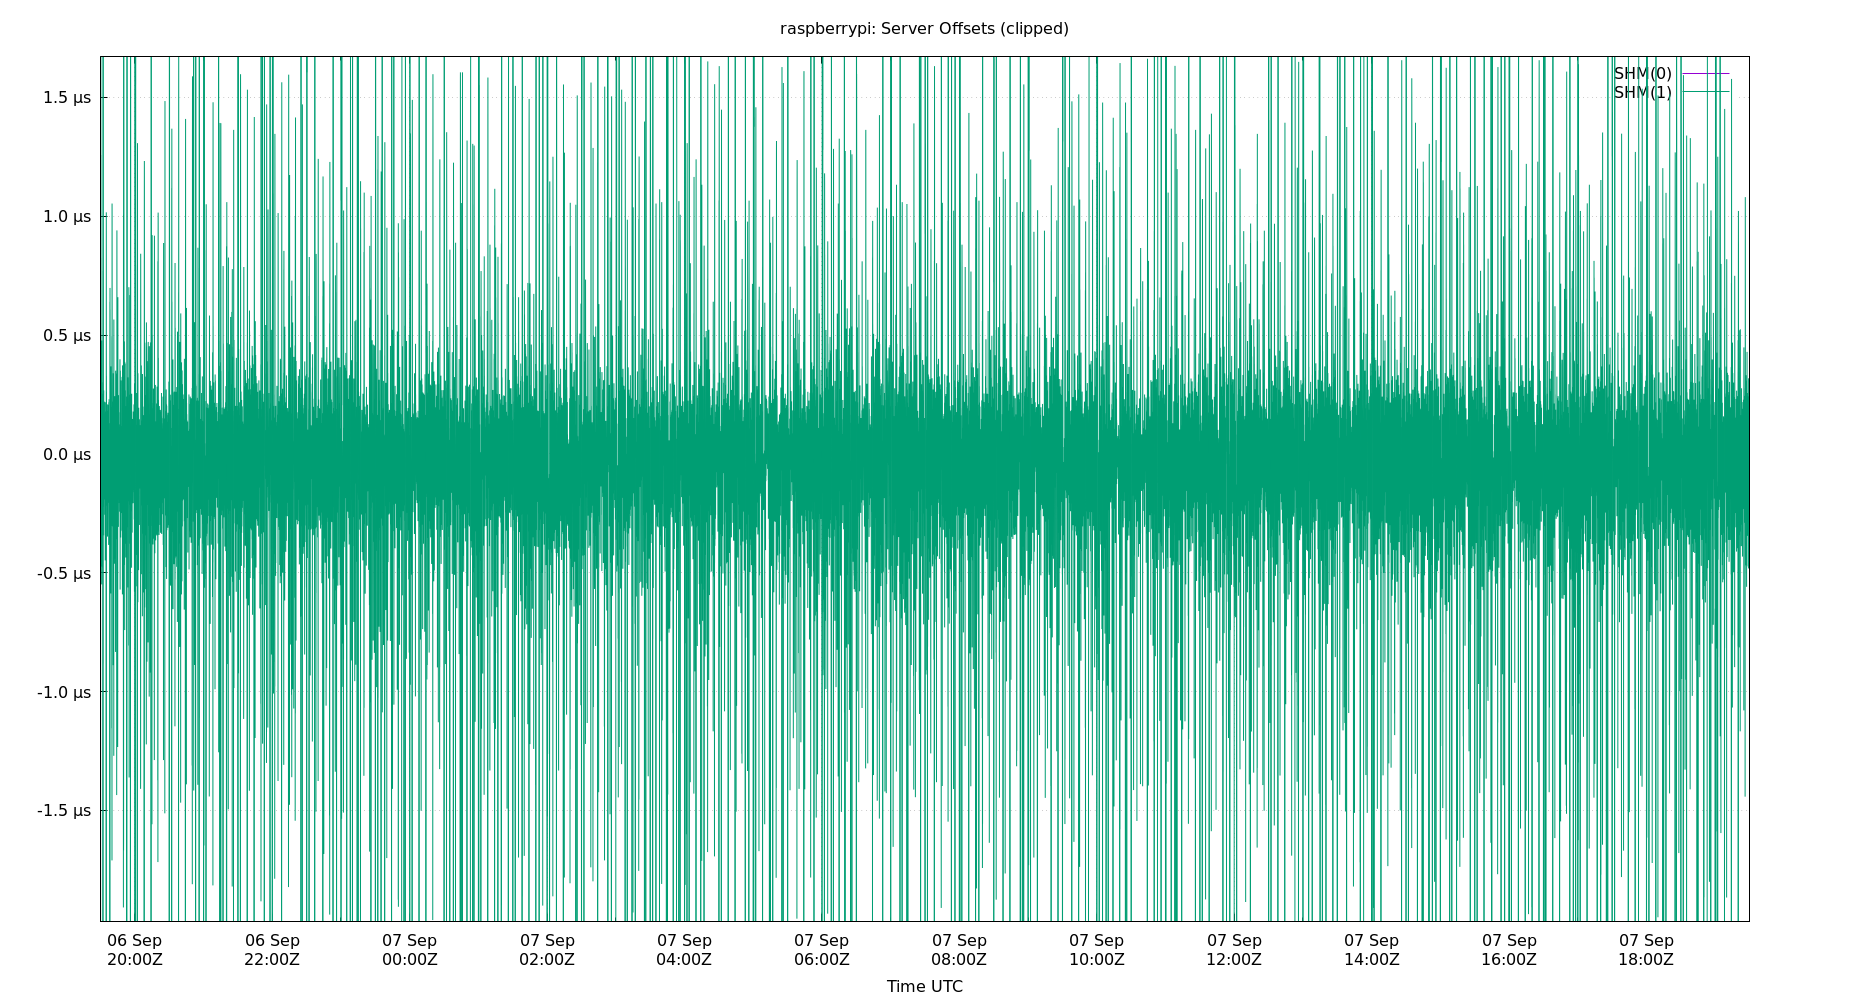 raspberrypi: Server Offsets (clipped)
SHM(0)
SHM(1)
1.5 µs
1.0 µs
0.5 µs
0.0 µs
-0.5 µs
-1.0 µs
-1.5 µs
06 Sep 06 Sep 07 Sep 07 Sep 07 Sep 07 Sep 07 Sep 07 Sep 07 Sep 07 Sep 07 Sep 07 Sep
20:00Z 22:00Z 00:00Z 02:00Z 04:00Z 06:00Z 08:00Z 10:00Z 12:00Z 14:00Z 16:00Z 18:00Z
Time UTC